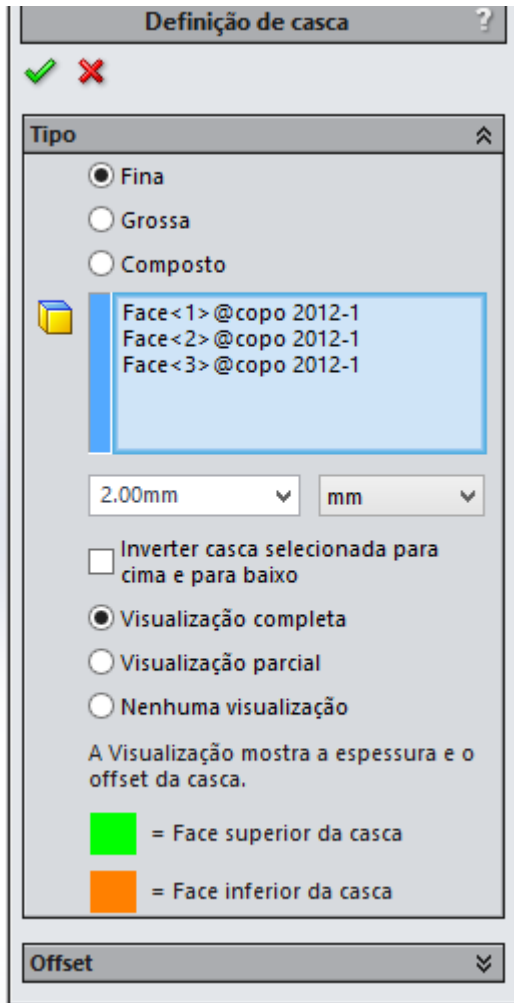 Definição de casca
?
Tipo
Fina
Grossa
Composto
Face<1>@copo 2012-1
Face<2>@copo 2012-1
Face<3>@copo 2012-1
2.00mm
mm
Inverter casca selecionada para
cima e para baixo
Visualização completa
Visualização parcial
Nenhuma visualização
A Visualização mostra a espessura e o
offset da casca.
= Face superior da casca
= Face inferior da casca
Offset